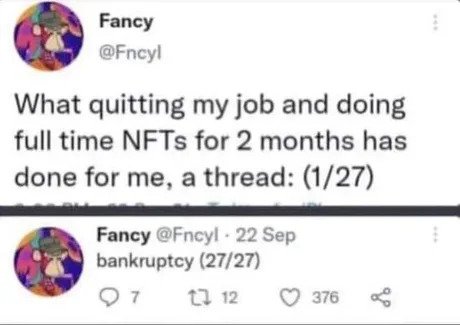 Fancy
@Fncyl
What quitting my job and doing
full time NFTs for 2 months has
done for me, a thread: (1/27)
Fancy @Fncyl · 22 Sep
bankruptcy (27/27)
7 12 376